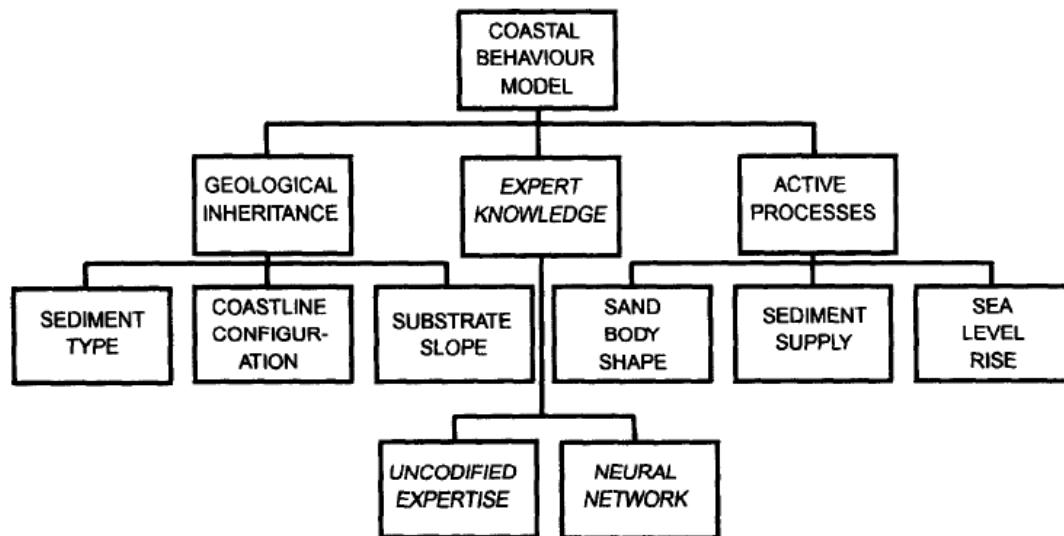 COASTAL
BEHAVIOUR
MODEL
GEOLOGICAL
INHERITANCE
EXPERT
KNOWLEDGE
ACTIVE
PROCESSES
SEDIMENT
TYPE
COASTLINE
CONFIGUR-
ATION
SUBSTRATE
SLOPE
SAND
BODY
SHAPE
SEDIMENT
SUPPLY
SEA
LEVEL
RISE
UNCODIFIED
EXPERTISE
NEURAL
NETWORK